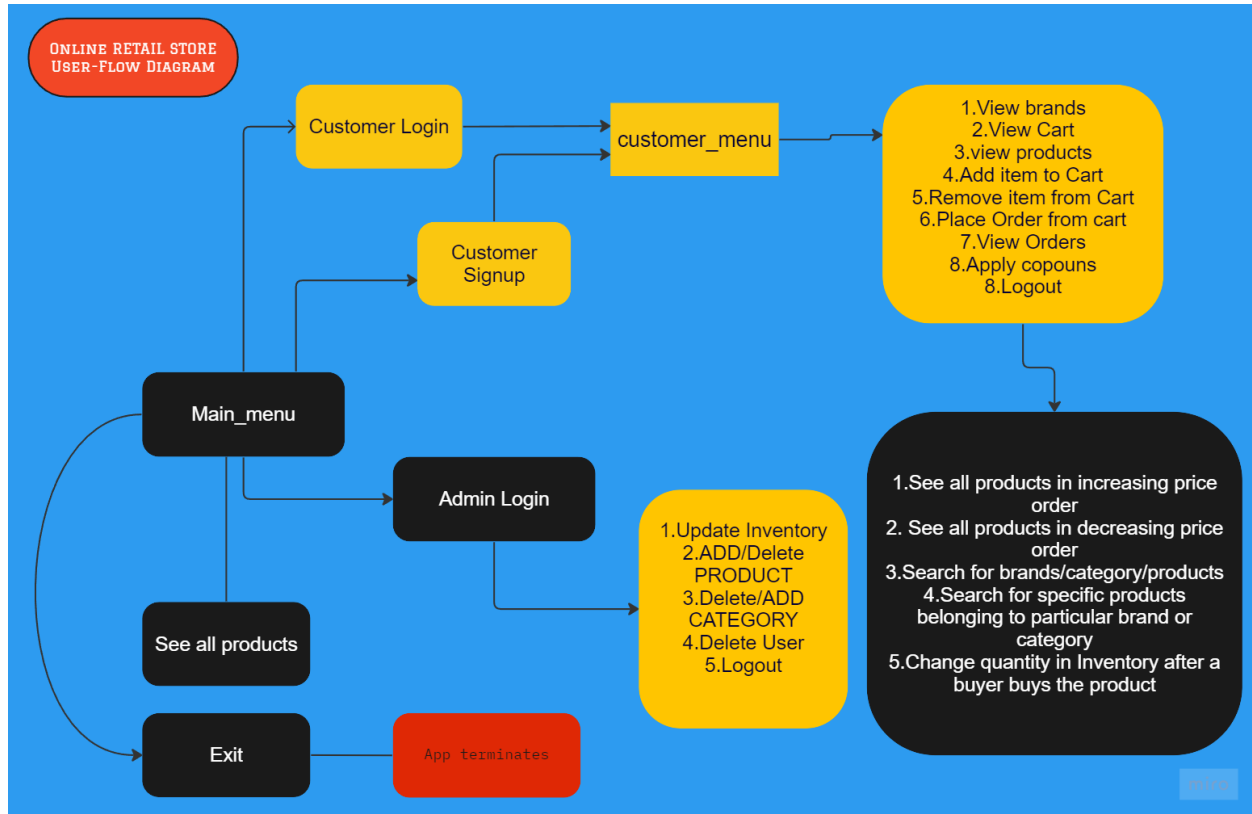 Online RETAIL STORE
User-Flow Diagram
Customer Login
customer_menu
1.View brands
2.View Cart
3.view products
4.Add item to Cart
5.Remove item from Cart
6.Place Order from cart
7.View Orders
8.Apply copouns
8.Logout
Customer
Signup
Main_menu
Admin Login
1.Update Inventory
2.ADD/Delete
PRODUCT
3.Delete/ADD
CATEGORY
4.Delete User
5.Logout
1.See all products in increasing price
order
2. See all products in decreasing price
order
3.Search for brands/category/products
4.Search for specific products
belonging to particular brand or
category
5.Change quantity in Inventory after a
buyer buys the product
See all products
Exit
App terminates